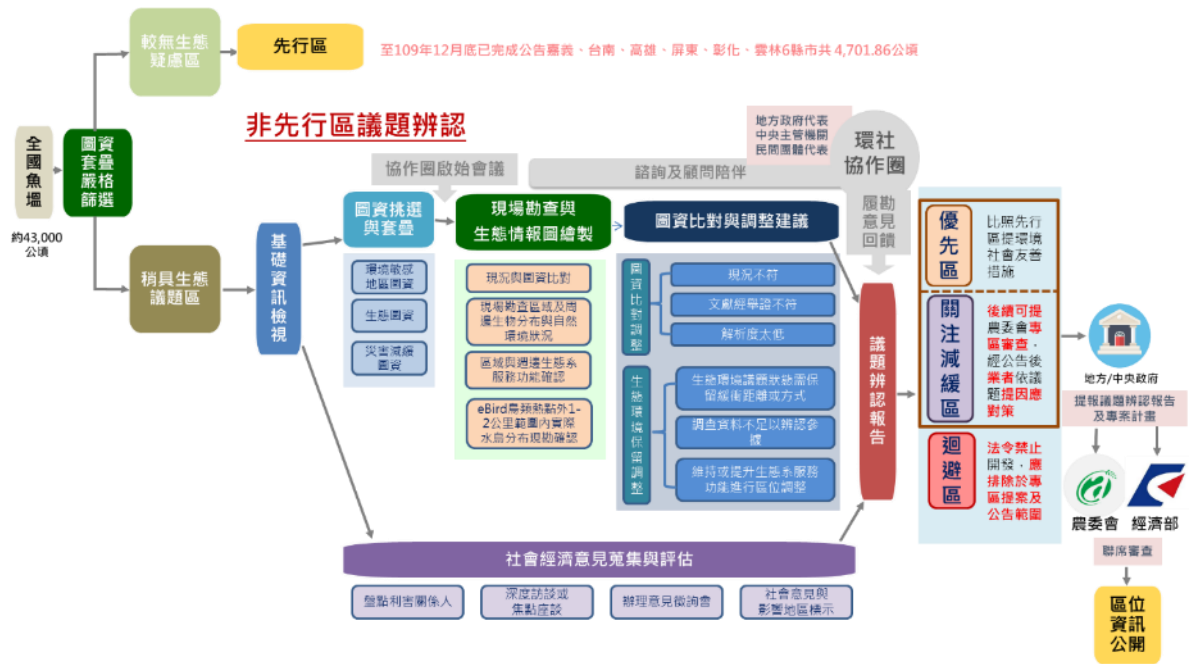 較無生態
疑慮區
先行區
至109年12月底已完成公告嘉義、台南、高雄、屏東、彰化、雲林6縣市共 4,701.86公頃
全國魚塭
約43,000
公頃
圖資套疊
嚴格篩選
稍具生態
議題區
非先行區議題辨認
基礎資訊檢視
協作圈啟始會議
諮詢及顧問陪伴
地方政府代表
中央主管機關
民間團體代表
環社
協作圈
履勘
意見
回饋
圖資挑選
與套疊
環境敏感
地區圖資
生態圖資
災害減緩
圖資
現場勘查與
生態情報圖繪製
現況與圖資比對
現場勘查區域及周
邊生物分布與自然
環境狀況
區域與週邊生態系
服務功能確認
eBird鳥類熱點外1-
2公里範圍內實際
水鳥分布現勘確認
圖資比對與調整建議
圖資比對調整
現況不符
文獻經舉證不符
解析度太低
生態環境保留調整
生態環境議題狀態需保
留緩衝距離或方式
調查資料不足以辨認參
據
維持或提升生態系服務
功能進行區位調整
社會經濟意見蒐集與評估
盤點利害關係人
深度訪談或
焦點座談
辦理意見徵詢會
社會意見與
影響地區標示
議題辨認報告
優先區
比照先行
區提環境
社會友善
措施
關注減緩區
後續可提
農委會專
區審查，
經公告後
業者依議
題提因應
對策
迴避區
法令禁止
開發，應
排除於專
區提案及
公告範圍
地方/中央政府
提報議題辨認報告
及專案計畫
農委會
經濟部
聯席審查
區位
資訊
公開